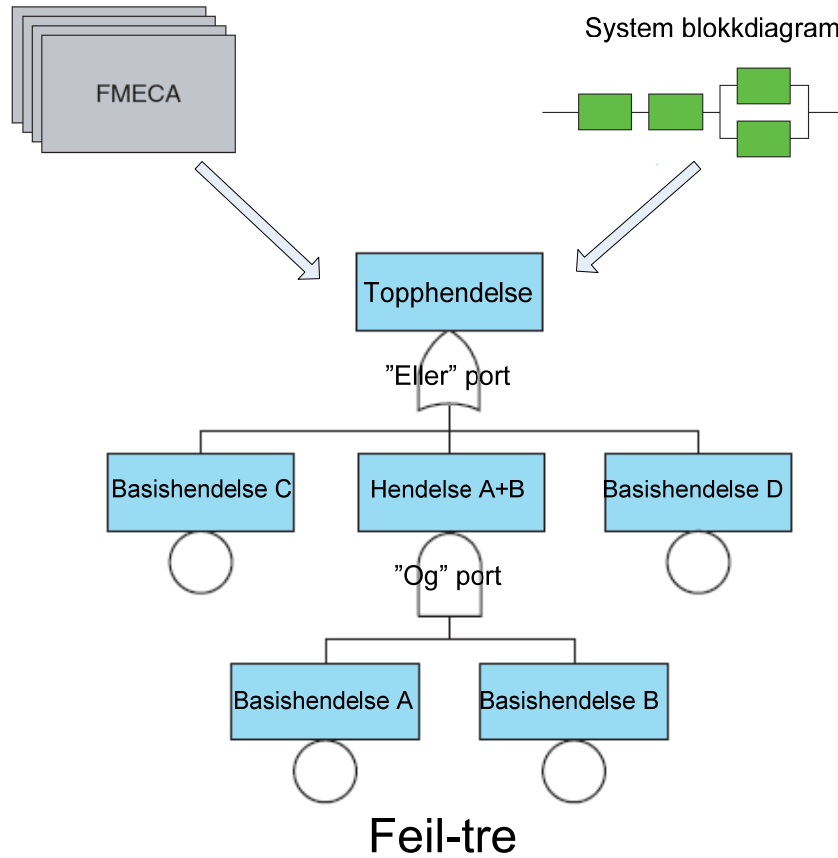 System blokkdiagram
FMECA
Topphendelse
”Eller” port
Basishendelse C
Hendelse A+B
Basishendelse D
”Og” port
Basishendelse A
Basishendelse B
Feil-tre